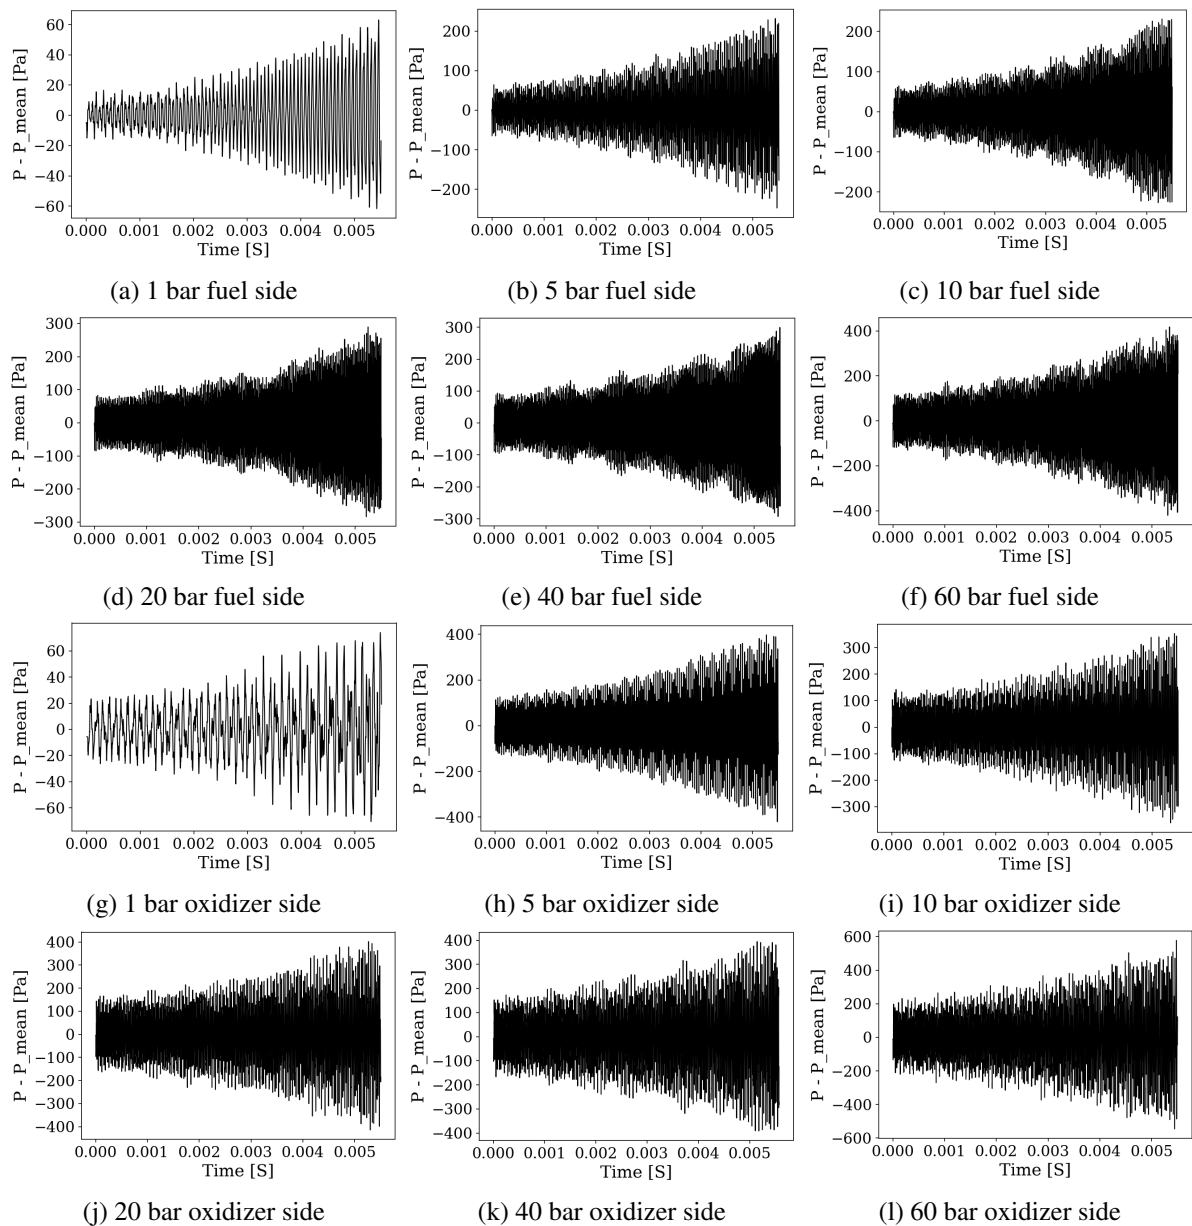 P - P_mean [Pa]
60
40
20
0
−20
−40
−60
0.000 0.001 0.002 0.003 0.004 0.005
Time [S]
(a) 1 bar fuel side
P - P_mean [Pa]
200
100
0
−100
−200
0.000 0.001 0.002 0.003 0.004 0.005
Time [S]
(b) 5 bar fuel side
P - P_mean [Pa]
200
100
0
−100
−200
0.000 0.001 0.002 0.003 0.004 0.005
Time [S]
(c) 10 bar fuel side
P - P_mean [Pa]
300
200
100
0
−100
−200
−300
0.000 0.001 0.002 0.003 0.004 0.005
Time [S]
(d) 20 bar fuel side
P - P_mean [Pa]
300
200
100
0
−100
−200
−300
0.000 0.001 0.002 0.003 0.004 0.005
Time [S]
(e) 40 bar fuel side
P - P_mean [Pa]
400
200
0
−200
−400
0.000 0.001 0.002 0.003 0.004 0.005
Time [S]
(f) 60 bar fuel side
P - P_mean [Pa]
60
40
20
0
−20
−40
−60
0.000 0.001 0.002 0.003 0.004 0.005
Time [S]
(g) 1 bar oxidizer side
P - P_mean [Pa]
400
200
0
−200
−400
0.000 0.001 0.002 0.003 0.004 0.005
Time [S]
(h) 5 bar oxidizer side
P - P_mean [Pa]
300
200
100
0
−100
−200
−300
0.000 0.001 0.002 0.003 0.004 0.005
Time [S]
(i) 10 bar oxidizer side
P - P_mean [Pa]
400
300
200
100
0
−100
−200
−300
−400
0.000 0.001 0.002 0.003 0.004 0.005
Time [S]
(j) 20 bar oxidizer side
P - P_mean [Pa]
400
300
200
100
0
−100
−200
−300
−400
0.000 0.001 0.002 0.003 0.004 0.005
Time [S]
(k) 40 bar oxidizer side
P - P_mean [Pa]
600
400
200
0
−200
−400
−600
0.000 0.001 0.002 0.003 0.004 0.005
Time [S]
(l) 60 bar oxidizer side